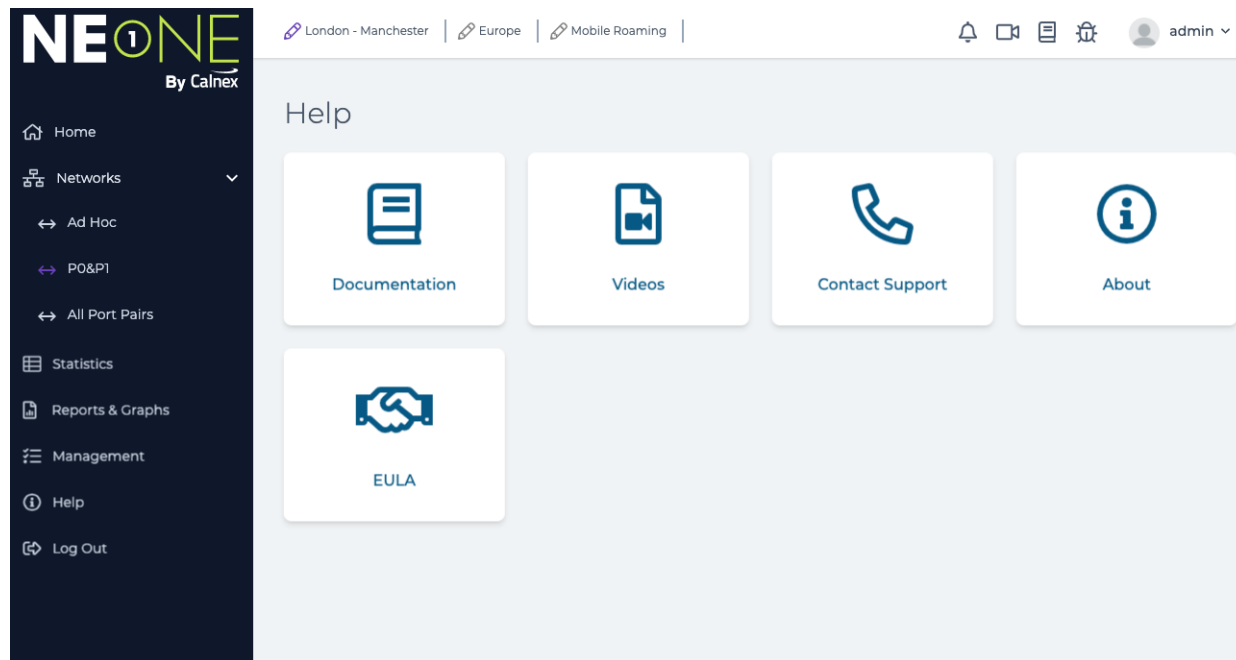 NE1NE
By Calnex
London - Manchester
Europe
Mobile Roaming
admin
Home
Networks
Ad Hoc
P0&P1
All Port Pairs
Statistics
Reports & Graphs
Management
Help
Log Out
Help
Documentation
Videos
Contact Support
About
EULA